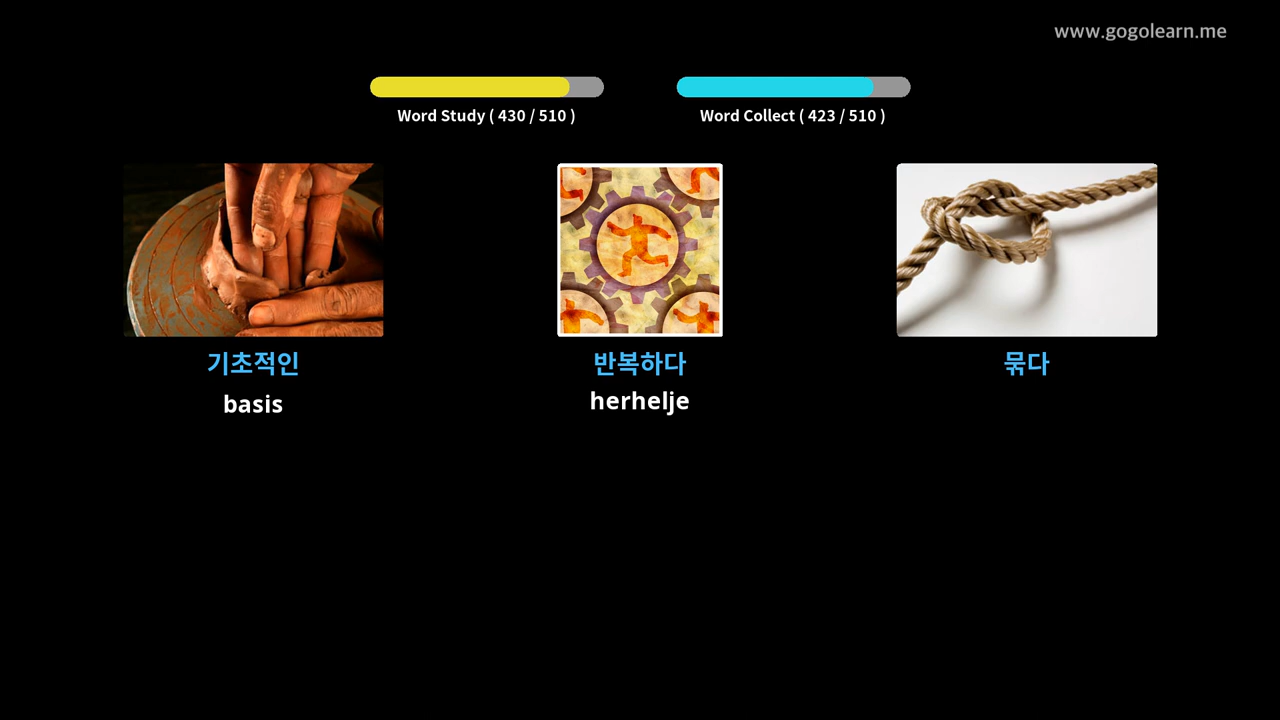 www.gogolearn.me
Word Study ( 430 / 510 )
Word Collect ( 423 / 510 )
기초적인
반복하다
묶다
basis
herhelje